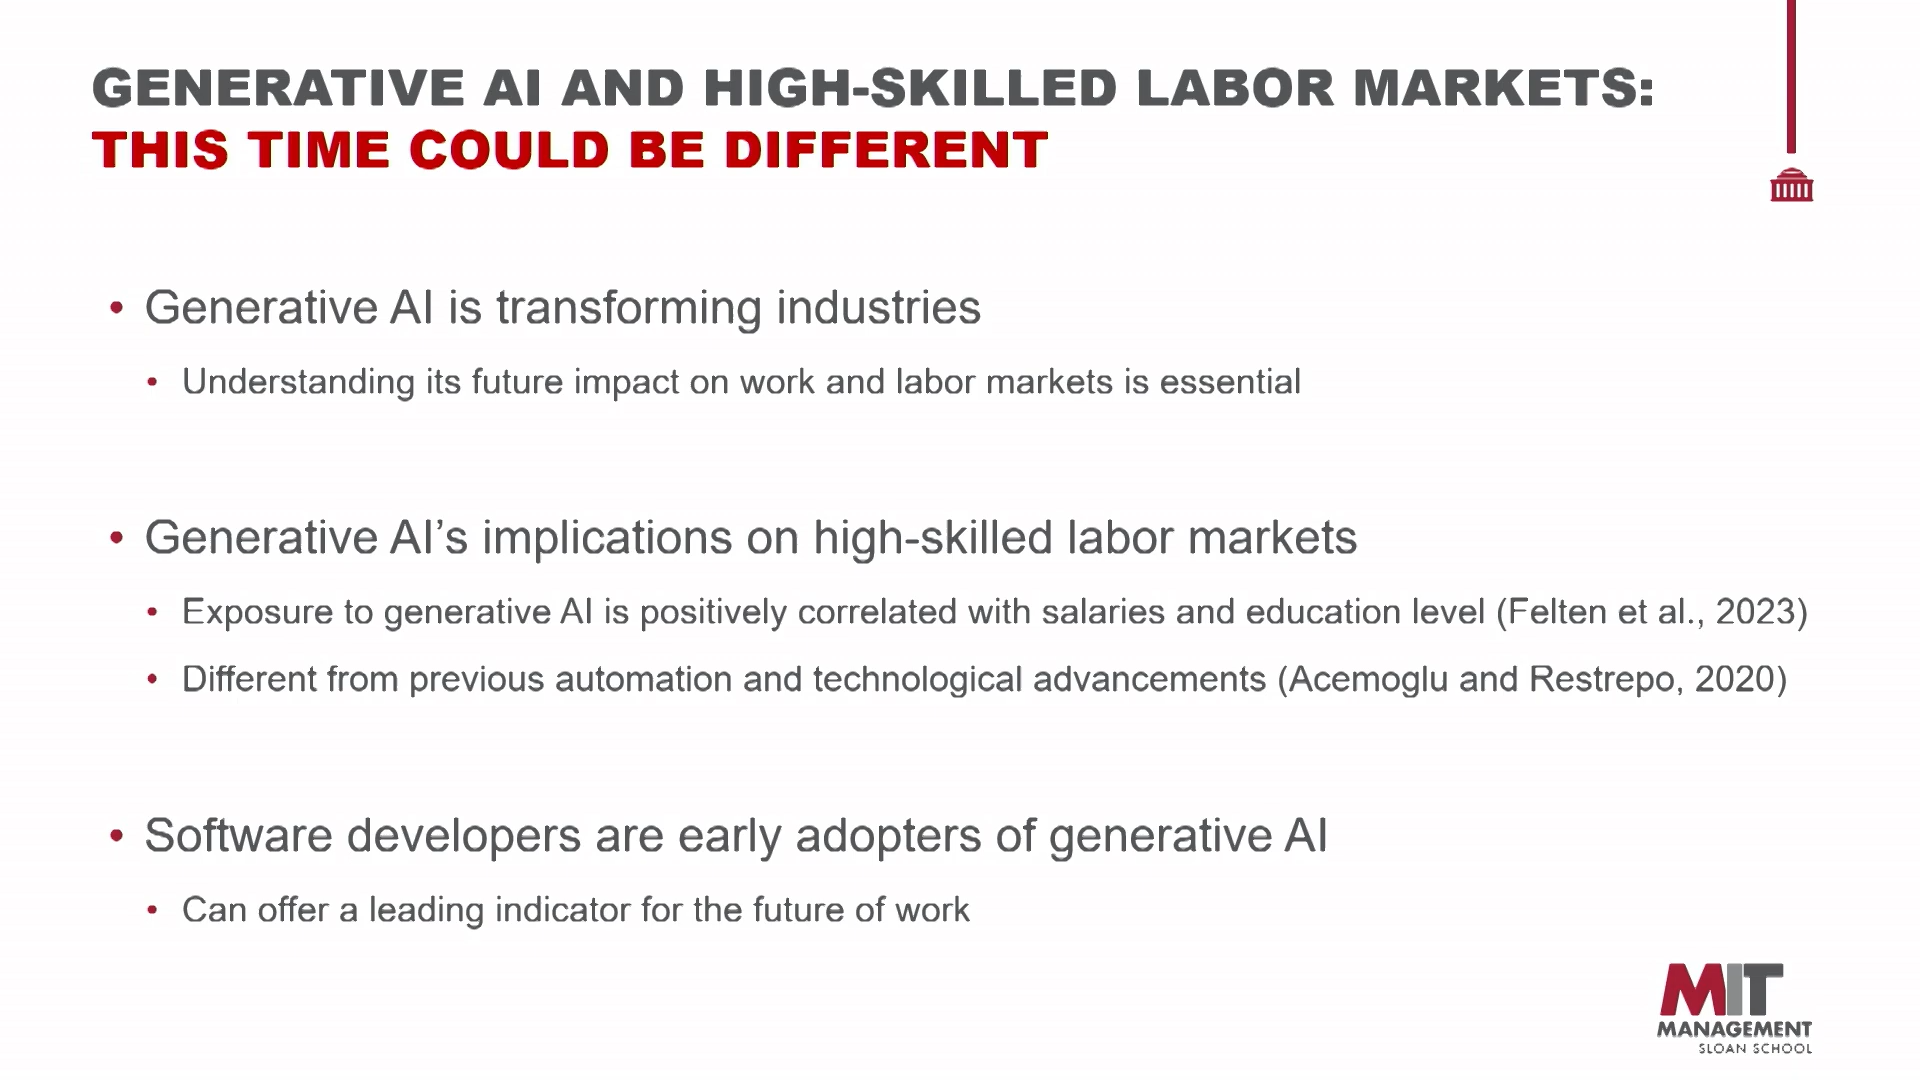 GENERATIVE AI AND HIGH-SKILLED LABOR MARKETS:
THIS TIME COULD BE DIFFERENT
• Generative AI is transforming industries
• Understanding its future impact on work and labor markets is essential
• Generative AI’s implications on high-skilled labor markets
• Exposure to generative AI is positively correlated with salaries and education level (Felten et al., 2023)
• Different from previous automation and technological advancements (Acemoglu and Restrepo, 2020)
• Software developers are early adopters of generative AI
• Can offer a leading indicator for the future of work
MIT
MANAGEMENT
SLOAN SCHOOL